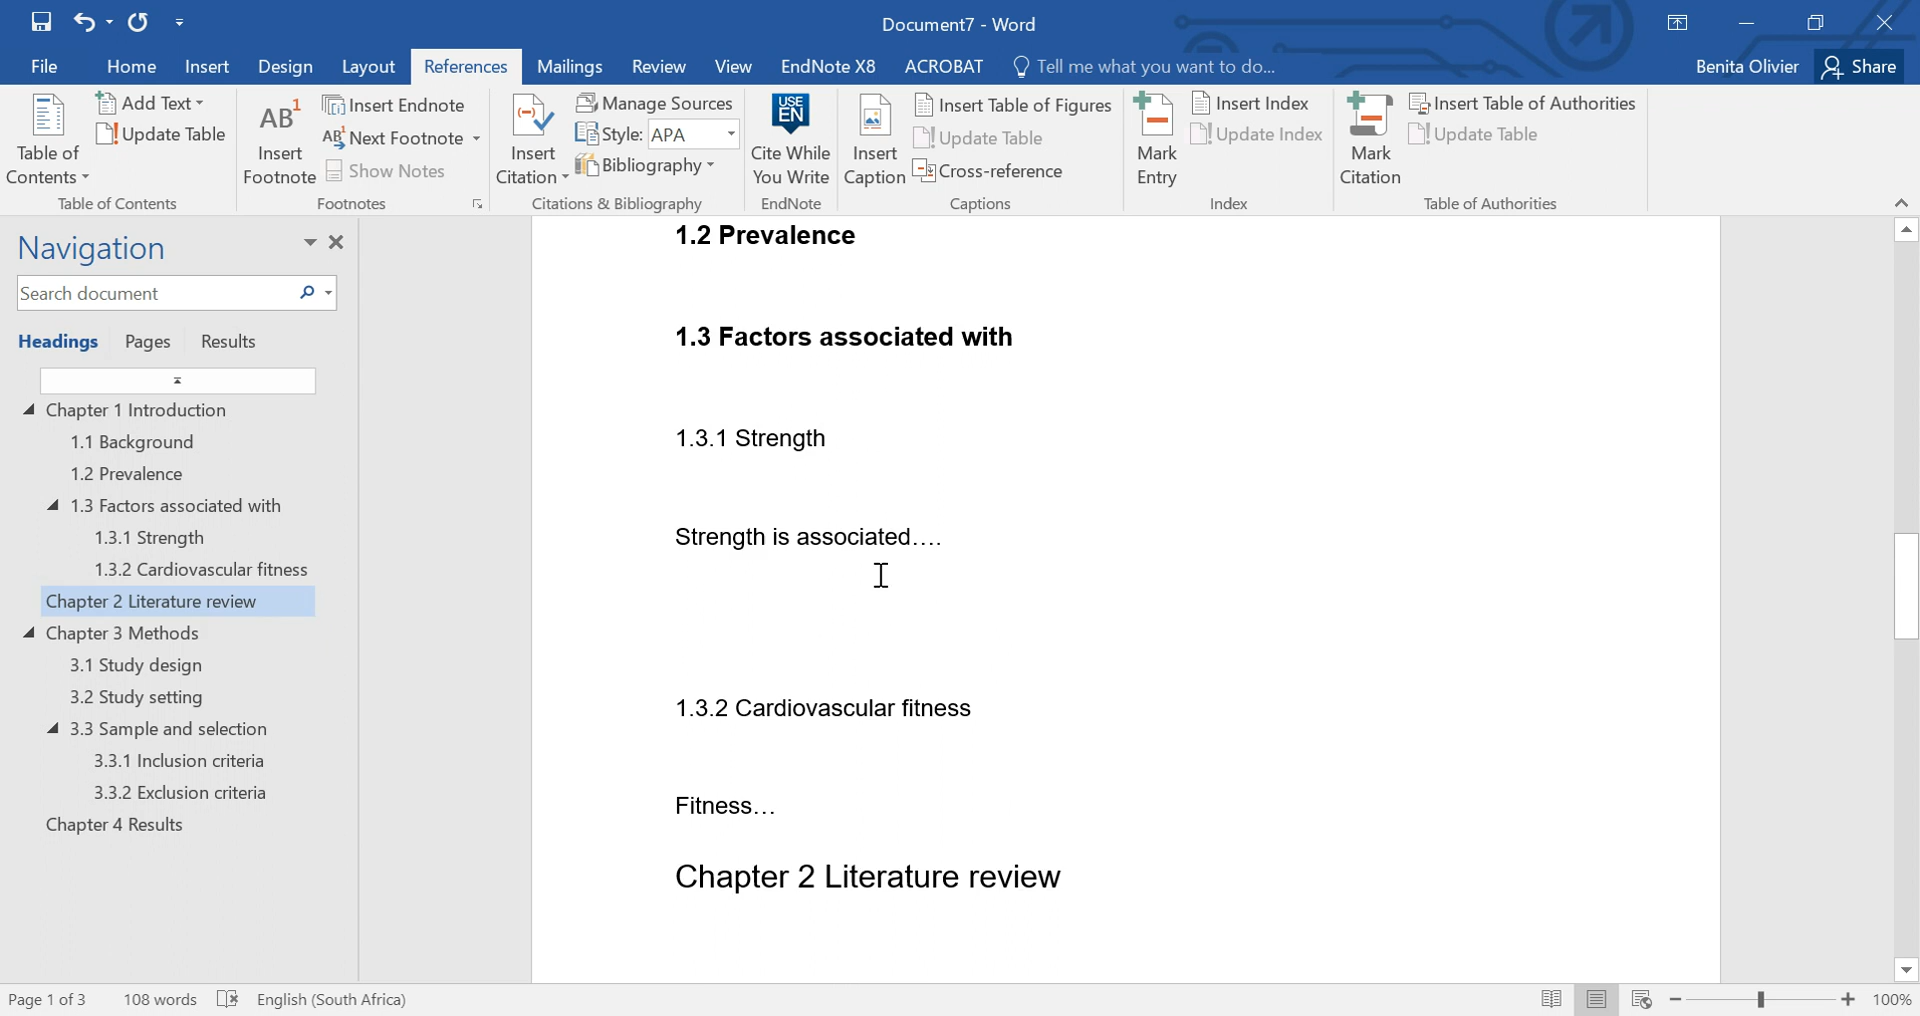 Document7 - Word
File Home Insert Design Layout References Mailings Review View EndNote X8 ACROBAT Tell me what you want to do... Benita Olivier Share
Table of Contents
Add Text
Update Table
Table of Contents
AB1
Insert Footnote
Insert Endnote
AB1 Next Footnote
Show Notes
Footnotes
Insert Citation
Manage Sources
Style: APA
Bibliography
Citations & Bibliography
USE EN
Cite While You Write
EndNote
Insert Caption
Insert Table of Figures
Update Table
Cross-reference
Captions
Mark Entry
Insert Index
Update Index
Index
Mark Citation
Insert Table of Authorities
Update Table
Table of Authorities
Navigation
Search document
Headings Pages Results
Chapter 1 Introduction
1.1 Background
1.2 Prevalence
1.3 Factors associated with
1.3.1 Strength
1.3.2 Cardiovascular fitness
Chapter 2 Literature review
Chapter 3 Methods
3.1 Study design
3.2 Study setting
3.3 Sample and selection
3.3.1 Inclusion criteria
3.3.2 Exclusion criteria
Chapter 4 Results
1.2 Prevalence
1.3 Factors associated with
1.3.1 Strength
Strength is associated....
1.3.2 Cardiovascular fitness
Fitness...
Chapter 2 Literature review
Page 1 of 3 108 words English (South Africa) 100%